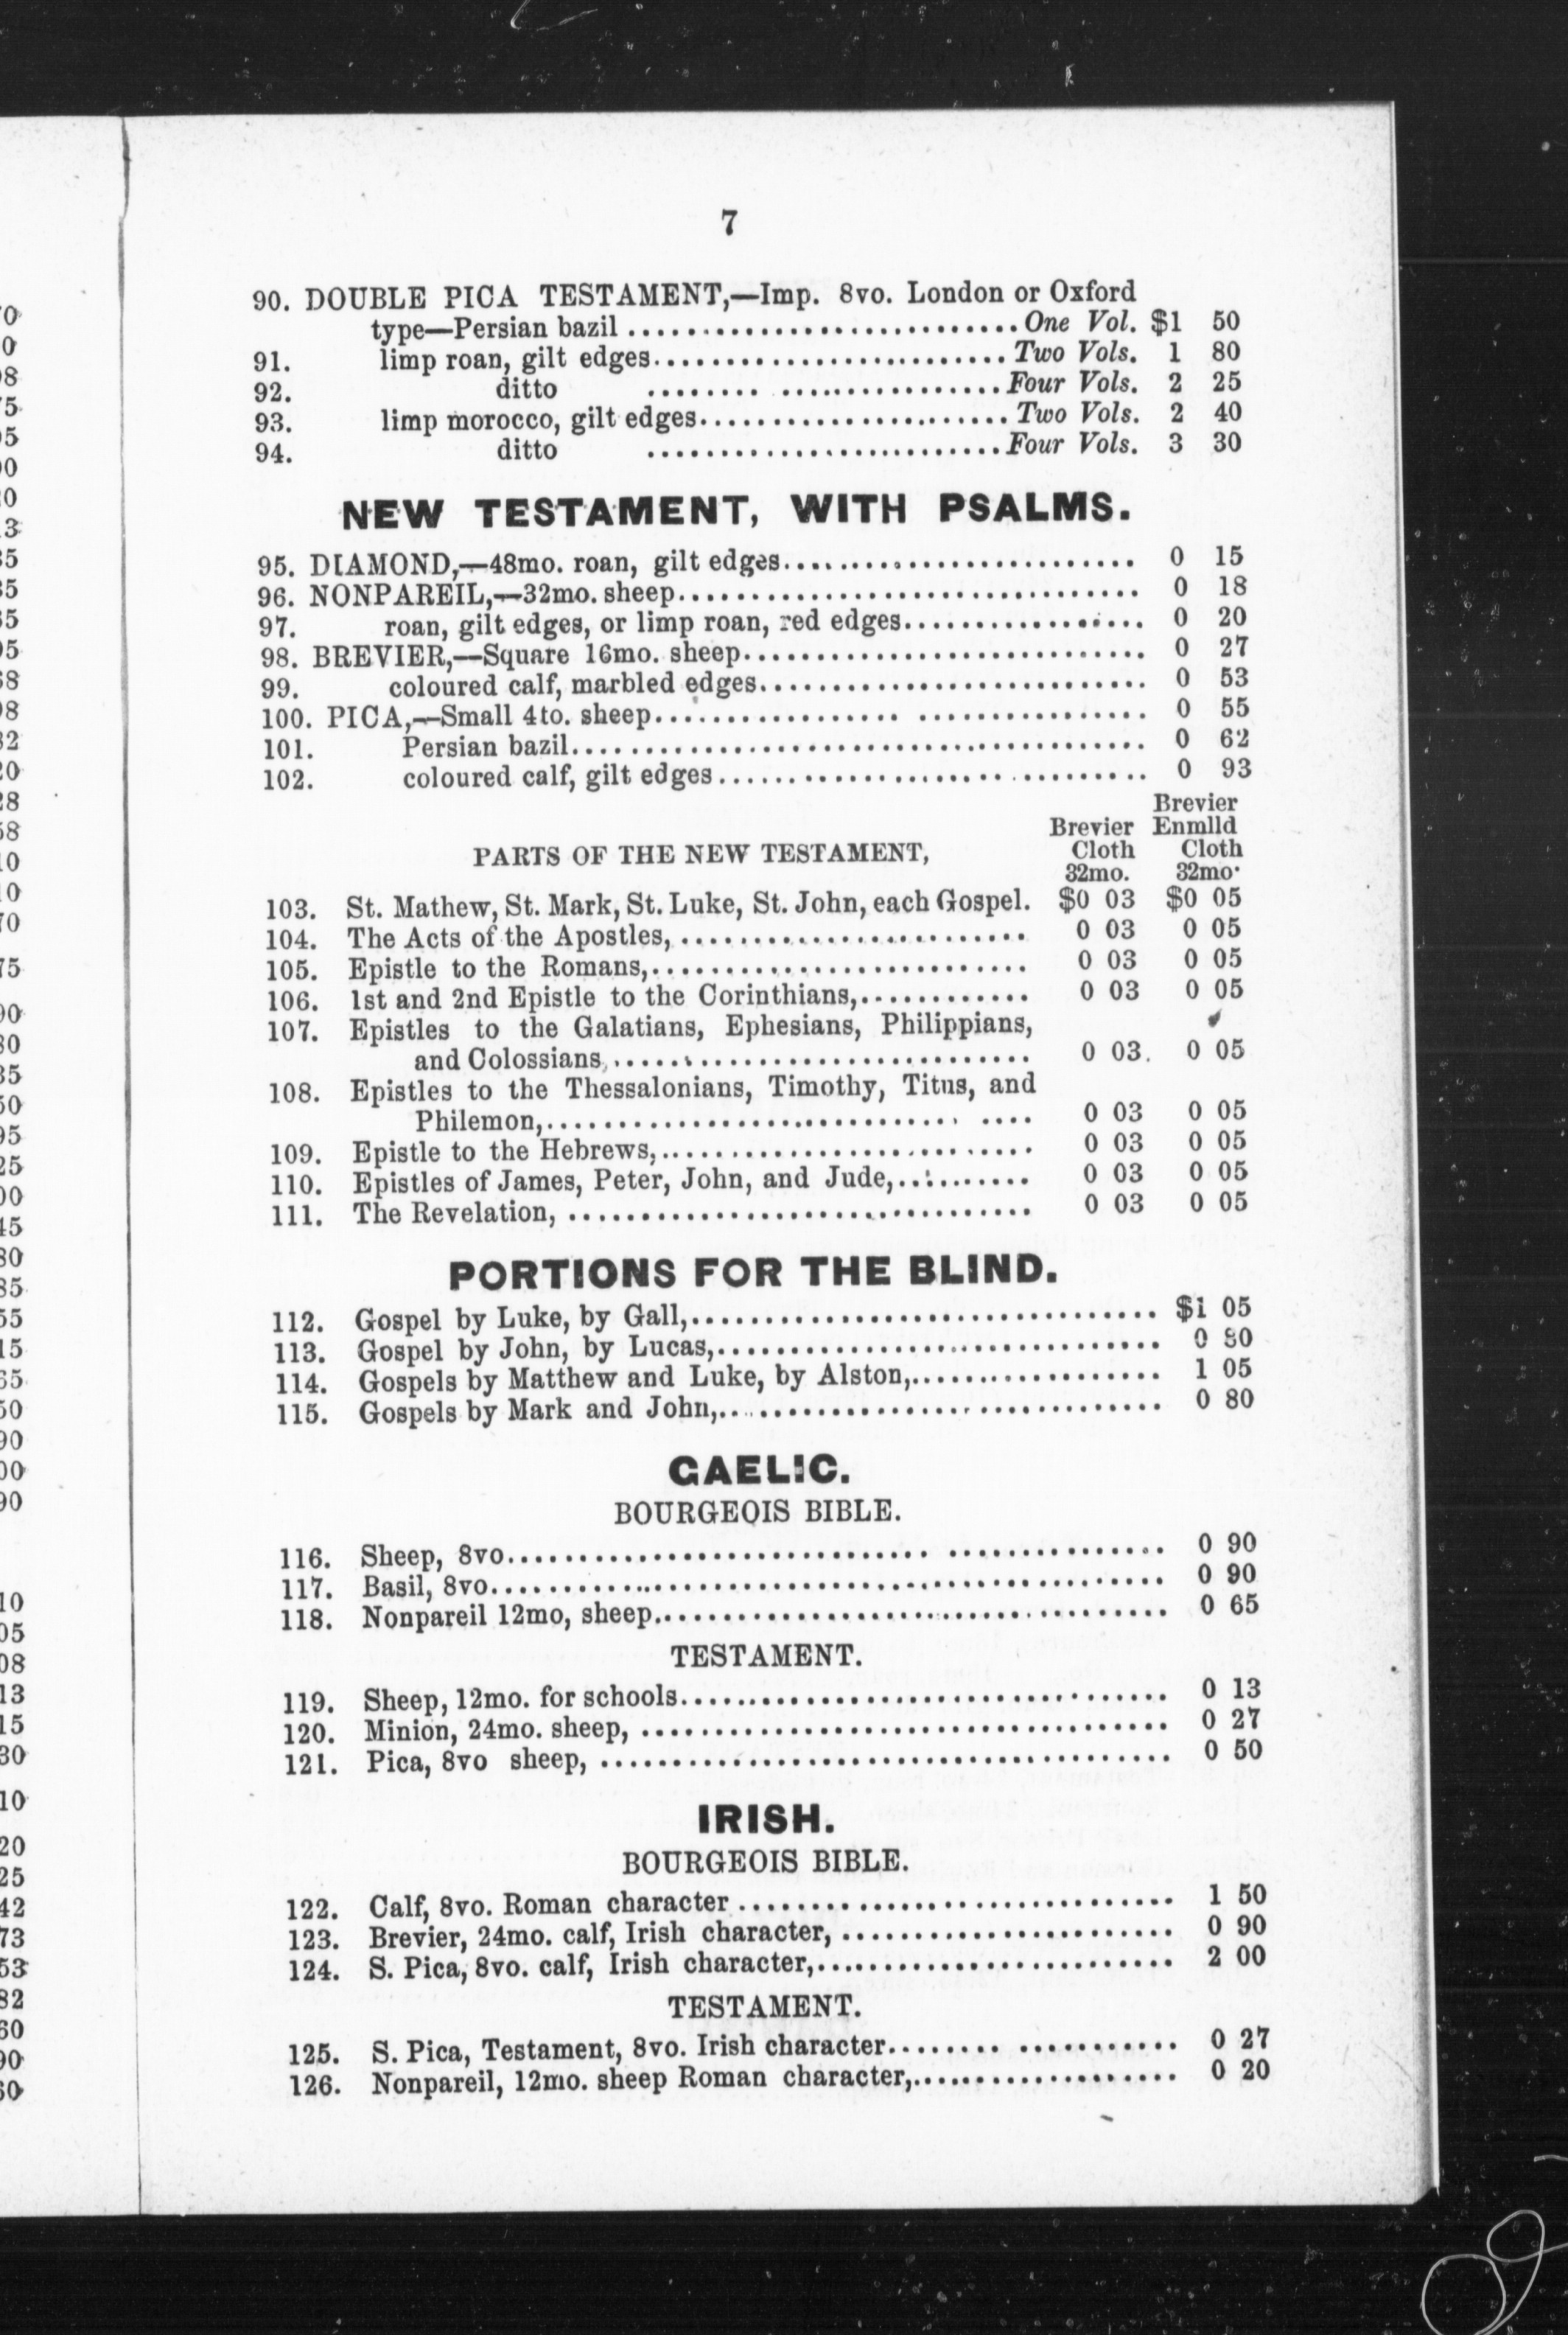 7
90. DOUBLE PICA TESTAMENT,—Imp. 8vo. London or Oxford
type—Persian bazil ........................... One Vol. $1 50
91. limp roan, gilt edges........................ Two Vols. 1 80
92. ditto ........ ............... Four Vols. 2 25
93. limp morocco, gilt edges..................... Two Vols. 2 40
94. ditto ........................ Four Vols. 3 30
NEW TESTAMENT, WITH PSALMS.
95. DIAMOND,—48mo. roan, gilt edges........................ 0 15
96. NONPAREIL,—32mo. sheep................................ 0 18
97. roan, gilt edges, or limp roan, red edges................. 0 20
98. BREVIER,—Square 16mo. sheep............................ 0 27
99. coloured calf, marbled edges........................... 0 53
100. PICA,—Small 4to. sheep................. ................ 0 55
101. Persian bazil........................................ 0 62
102. coloured calf, gilt edges.............................. 0 93
Brevier
Brevier Enmlld
PARTS OF THE NEW TESTAMENT, Cloth Cloth
32mo. 32mo.
103. St. Mathew, St. Mark, St. Luke, St. John, each Gospel. $0 03 $0 05
104. The Acts of the Apostles, ........................ 0 03 0 05
105. Epistle to the Romans,.......................... 0 03 0 05
106. 1st and 2nd Epistle to the Corinthians,............ 0 03 0 05
107. Epistles to the Galatians, Ephesians, Philippians,
and Colossians,............................. 0 03. 0 05
108. Epistles to the Thessalonians, Timothy, Titus, and
Philemon,............................. .... 0 03 0 05
109. Epistle to the Hebrews,.......................... 0 03 0 05
110. Epistles of James, Peter, John, and Jude,.......... 0 03 0 05
111. The Revelation, ................................ 0 03 0 05
PORTIONS FOR THE BLIND.
112. Gospel by Luke, by Gall,................................ $1 05
113. Gospel by John, by Lucas,............................... 0 80
114. Gospels by Matthew and Luke, by Alston,................. 1 05
115. Gospels by Mark and John,.............................. 0 80
GAELIC.
BOURGEOIS BIBLE.
116. Sheep, 8vo............................. ............... 0 90
117. Basil, 8vo.............................................. 0 90
118. Nonpareil 12mo, sheep................................... 0 65
TESTAMENT.
119. Sheep, 12mo. for schools................................. 0 13
120. Minion, 24mo. sheep, .................................... 0 27
121. Pica, 8vo sheep, ....................................... 0 50
IRISH.
BOURGEOIS BIBLE.
122. Calf, 8vo. Roman character .............................. 1 50
123. Brevier, 24mo. calf, Irish character, ....................... 0 90
124. S. Pica, 8vo. calf, Irish character,......................... 2 00
TESTAMENT.
125. S. Pica, Testament, 8vo. Irish character........ ........... 0 27
126. Nonpareil, 12mo. sheep Roman character,.................. 0 20